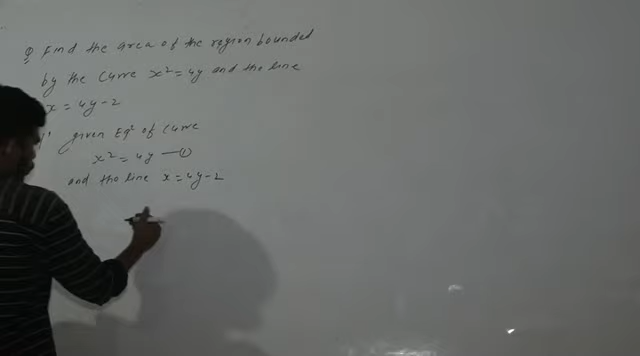 Q Find the area of the region bounded
by the curve x² = 4y and the line
x = 4y-2
given Eqⁿ of curve
x² = 4y —①
and the line x = 4y-2